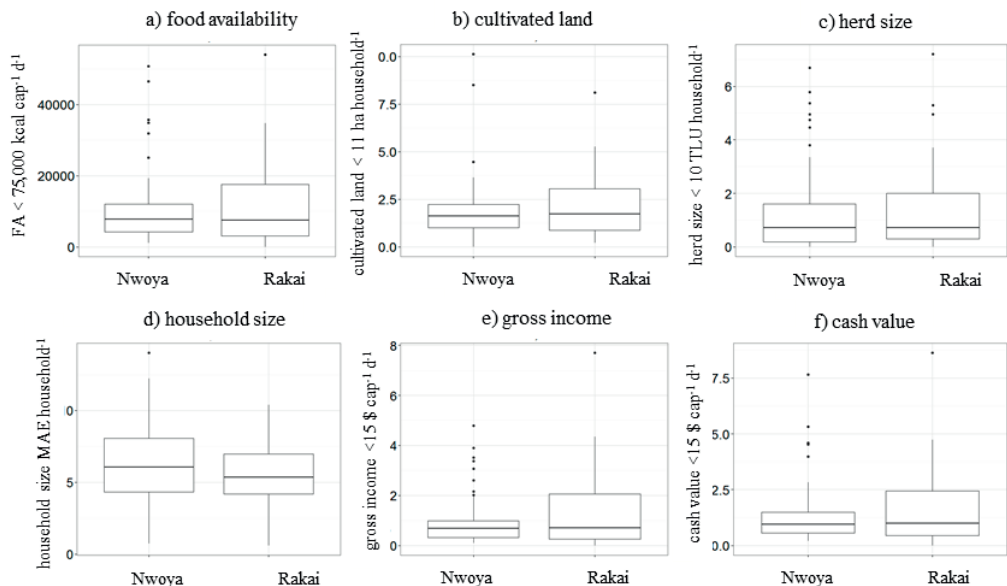 a) food availability
FA < 75,000 kcal cap⁻¹ d⁻¹
40000
20000
0
Nwoya Rakai
b) cultivated land
cultivated land < 11 ha household⁻¹
0.0
7.5
5.0
2.5
0.0
Nwoya Rakai
c) herd size
herd size < 10 TLU household⁻¹
6
4
2
0
Nwoya Rakai
d) household size
household size MAE household⁻¹
0
5
0
Nwoya Rakai
e) gross income
gross income <15 $ cap⁻¹ d⁻¹
8
6
4
2
0
Nwoya Rakai
f) cash value
cash value <15 $ cap⁻¹ d⁻¹
7.5
5.0
2.5
0.0
Nwoya Rakai